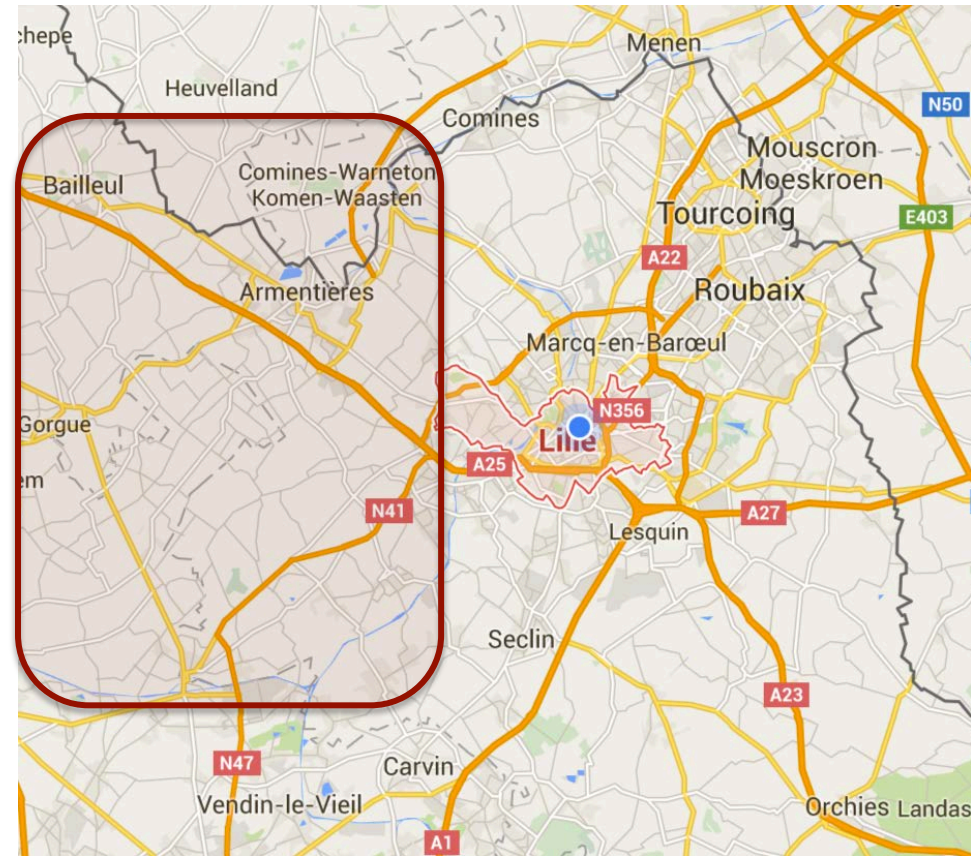 chepe
Menen
Heuvelland
N50
Comines
Mouscron
Moeskroen
Comines-Warneton
Komen-Waasten
Bailleul
Tourcoing
E403
A22
Armentières
Roubaix
Marcq-en-Barœul
N356
Gorgue
Lille
A25
em
N41
A27
Lesquin
Seclin
A23
N47
Carvin
Vendin-le-Vieil
Orchies
Landas
A1